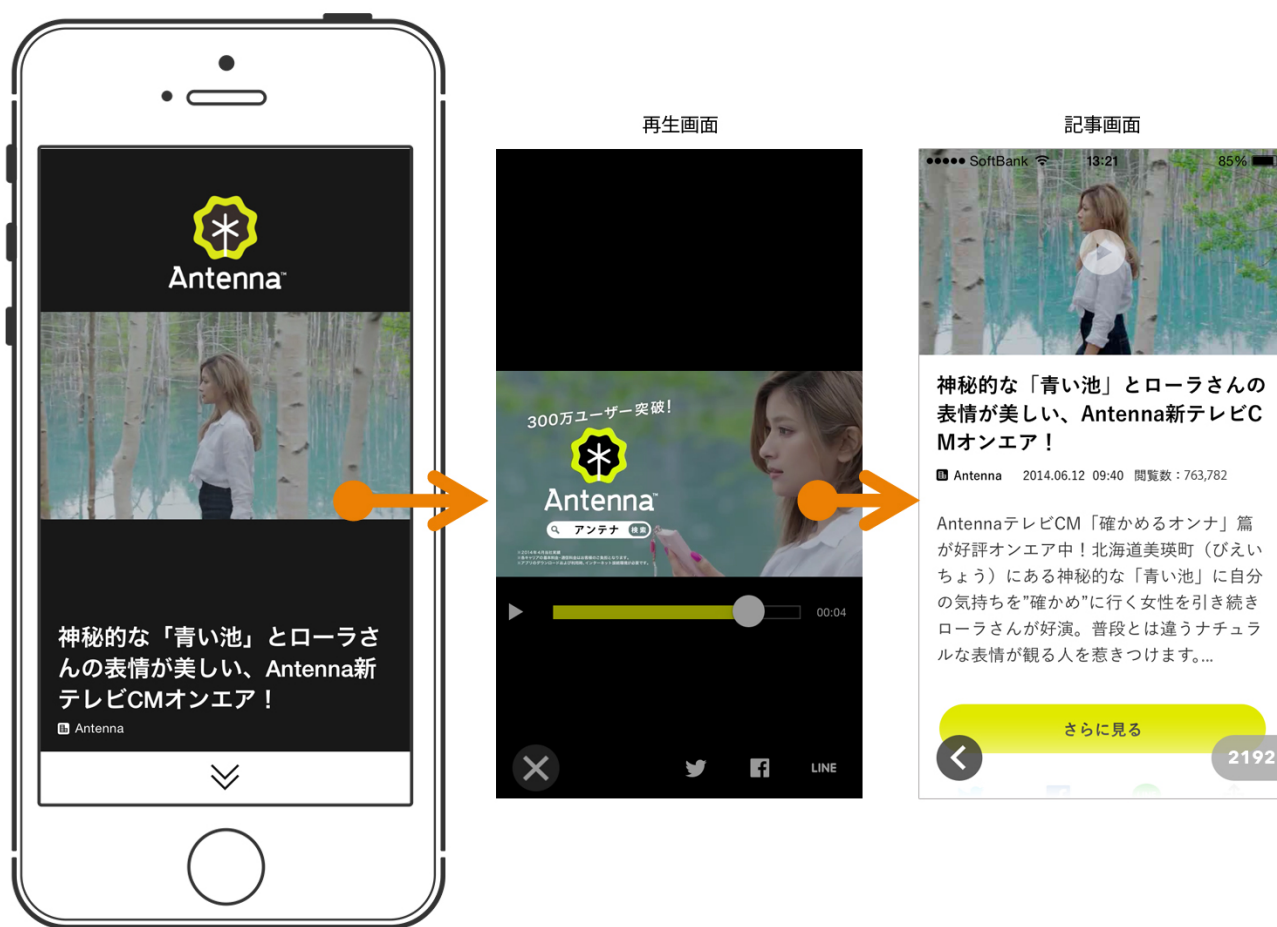 Antenna™
神秘的な「青い池」とローラさ
んの表情が美しい、Antenna新
テレビCMオンエア！
Antenna
再生画面
300万ユーザー突破!
Antenna™
アンテナ 検索
00:04
LINE
記事画面
SoftBank 13:21 85%
神秘的な「青い池」とローラさんの
表情が美しい、Antenna新テレビC
Mオンエア！
Antenna 2014.06.12 09:40 閲覧数：763,782
AntennaテレビCM「確かめるオンナ」篇
が好評オンエア中！北海道美瑛町（びえい
ちょう）にある神秘的な「青い池」に自分
の気持ちを”確かめ”に行く女性を引き続き
ローラさんが好演。普段とは違うナチュラ
ルな表情が観る人を惹きつけます。...
さらに見る
2192